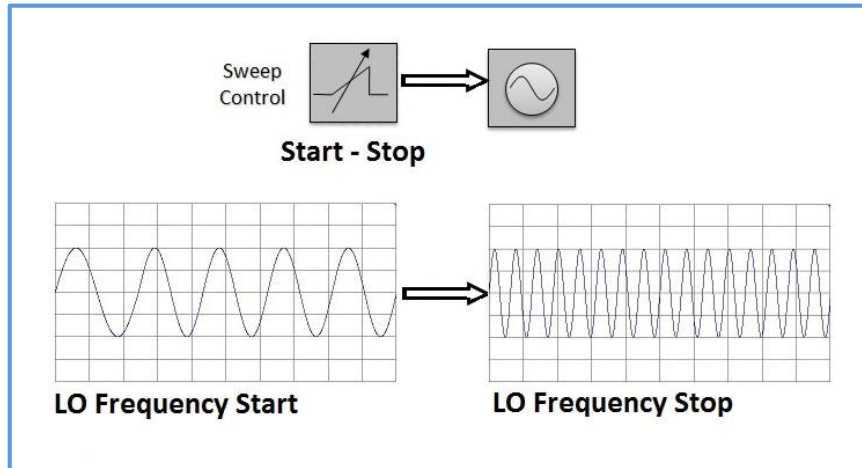 Sweep
Control
Start - Stop
LO Frequency Start
LO Frequency Stop